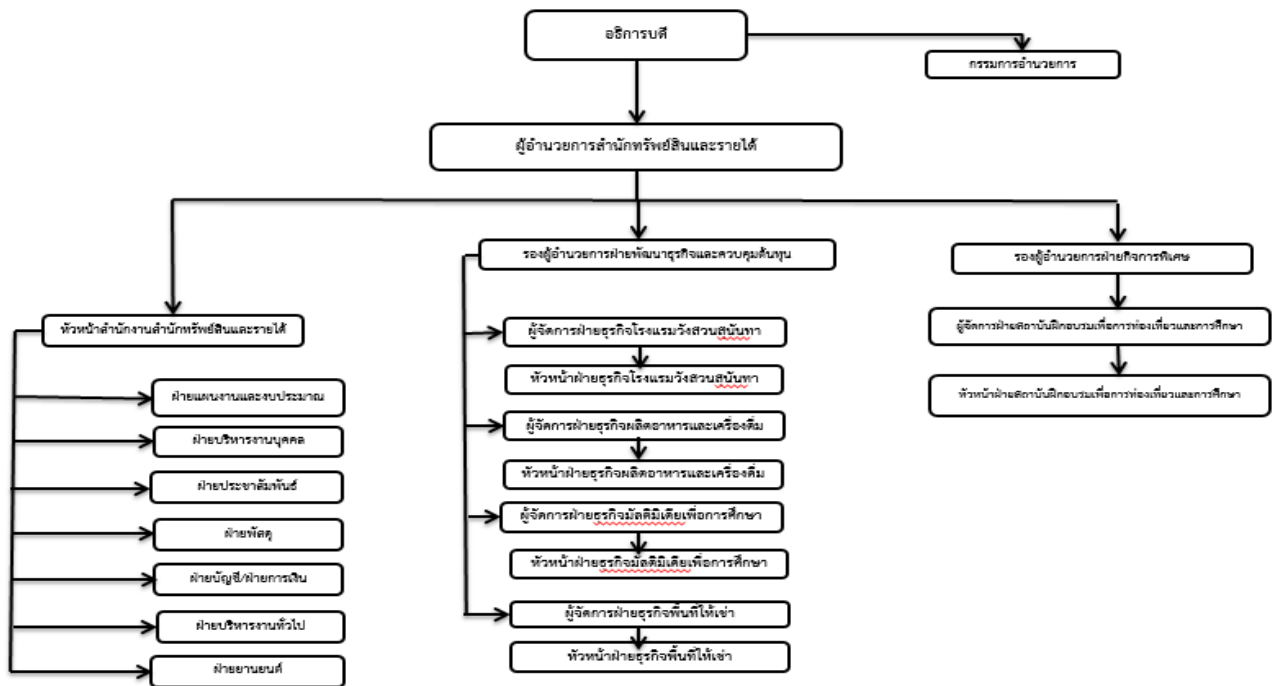 อธิการบดี
กรรมการอำนวยการ
ผู้อำนวยการสำนักทรัพย์สินและรายได้
รองผู้อำนวยการฝ่ายพัฒนาธุรกิจและควบคุมต้นทุน
รองผู้อำนวยการฝ่ายกิจการพิเศษ
หัวหน้าสำนักงานสำนักทรัพย์สินและรายได้
ฝ่ายแผนงานและงบประมาณ
ฝ่ายบริหารงานบุคคล
ฝ่ายประชาสัมพันธ์
ฝ่ายพัสดุ
ฝ่ายบัญชี/ฝ่ายการเงิน
ฝ่ายบริหารงานทั่วไป
ฝ่ายยานยนต์
ผู้จัดการฝ่ายธุรกิจโรงแรมวังสวนสุนันทา
หัวหน้าฝ่ายธุรกิจโรงแรมวังสวนสุนันทา
ผู้จัดการฝ่ายธุรกิจผลิตอาหารและเครื่องดื่ม
หัวหน้าฝ่ายธุรกิจผลิตอาหารและเครื่องดื่ม
ผู้จัดการฝ่ายธุรกิจมัลติมิเดียเพื่อการศึกษา
หัวหน้าฝ่ายธุรกิจมัลติมิเดียเพื่อการศึกษา
ผู้จัดการฝ่ายธุรกิจพื้นที่ให้เช่า
หัวหน้าฝ่ายธุรกิจพื้นที่ให้เช่า
ผู้จัดการฝ่ายสถาบันฝึกอบรมเพื่อการท่องเที่ยวและการศึกษา
หัวหน้าฝ่ายสถาบันฝึกอบรมเพื่อการท่องเที่ยวและการศึกษา